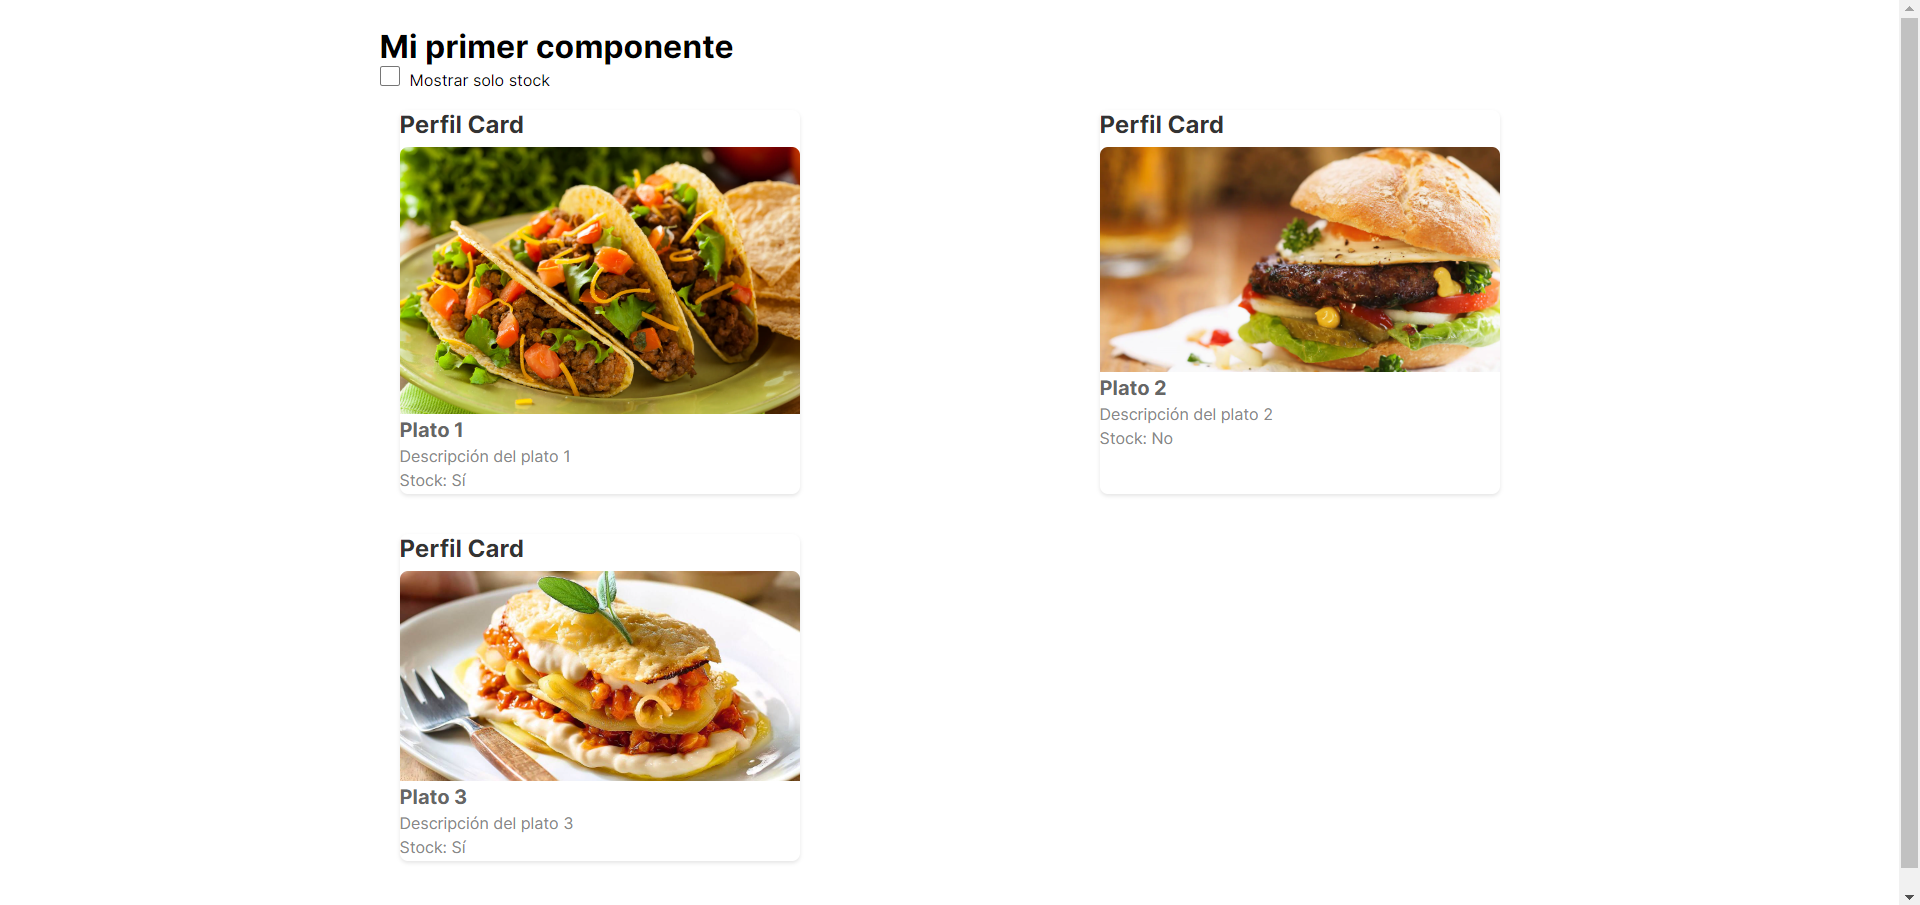 Mi primer componente
Mostrar solo stock
Perfil Card
Plato 1
Descripción del plato 1
Stock: Sí
Perfil Card
Plato 2
Descripción del plato 2
Stock: No
Perfil Card
Plato 3
Descripción del plato 3
Stock: Sí